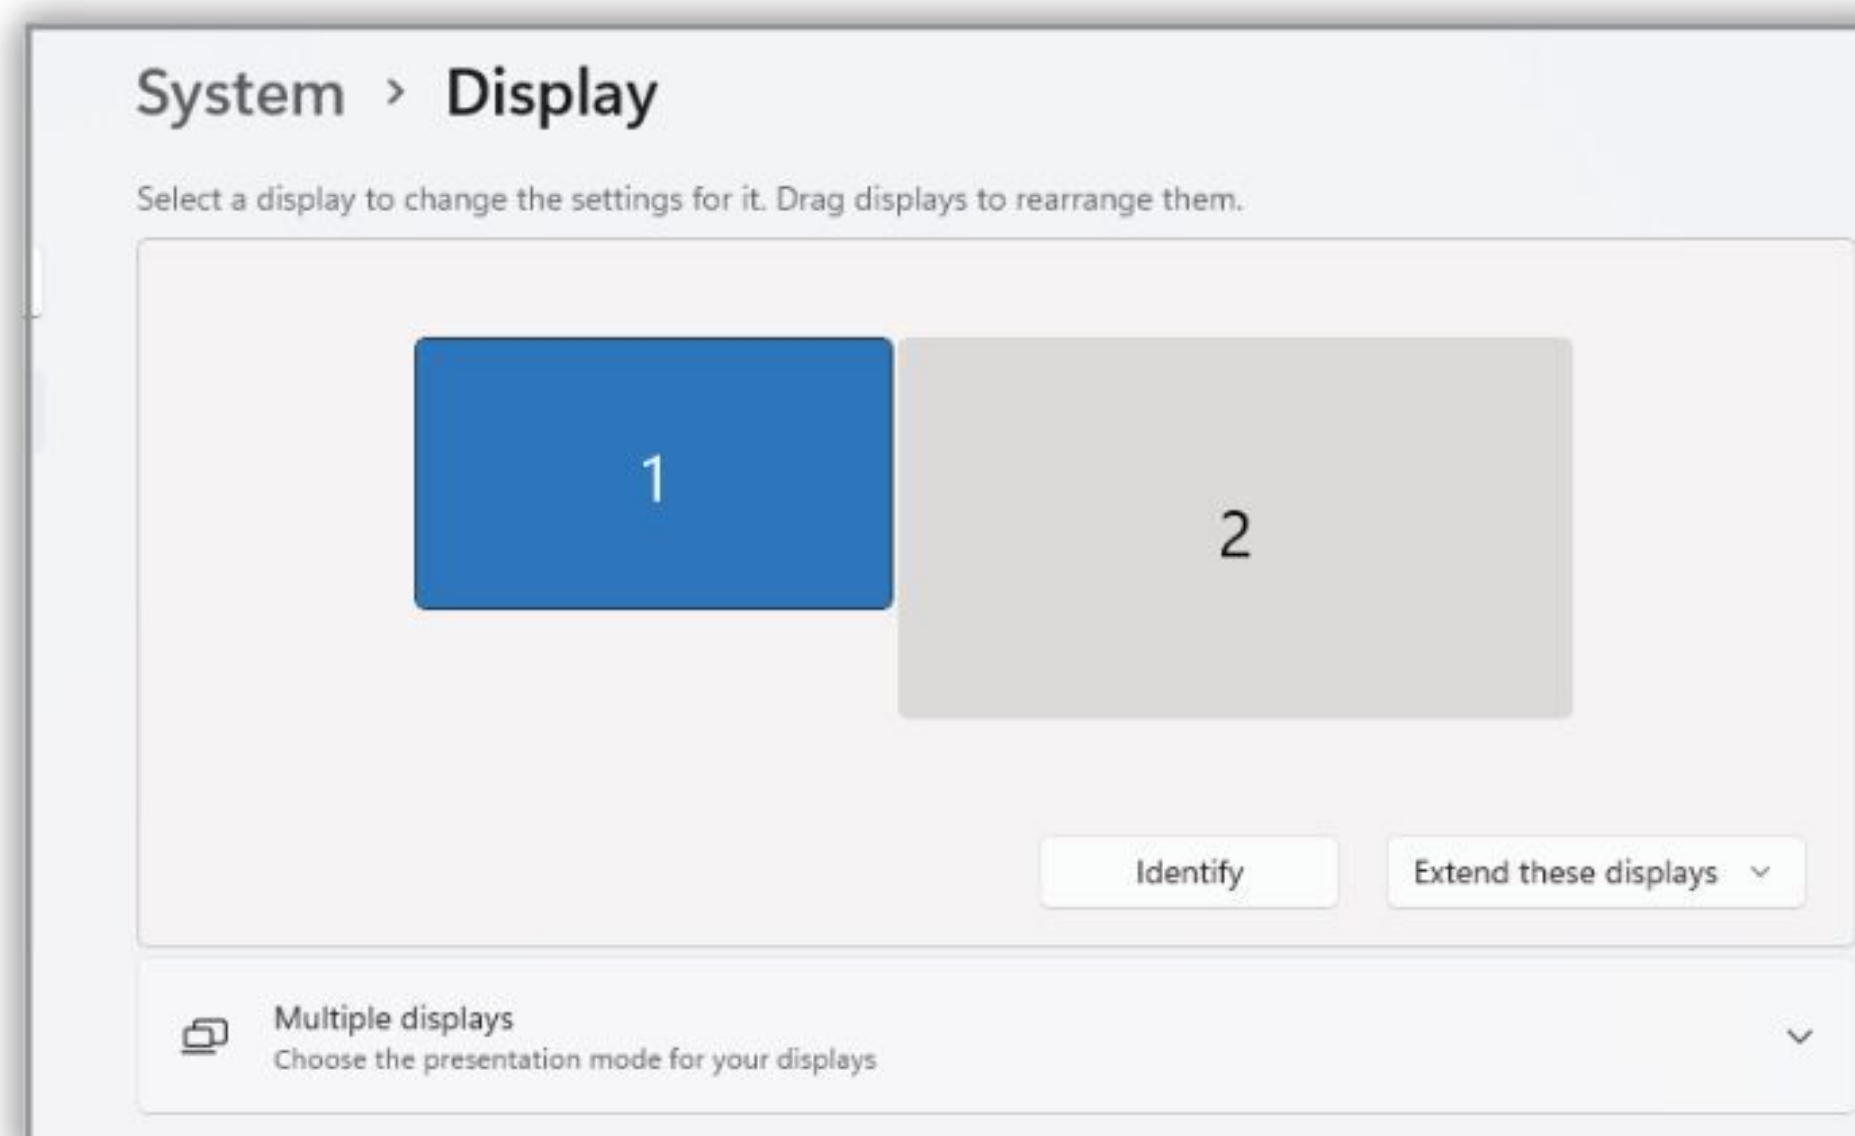 System > Display
Select a display to change the settings for it. Drag displays to rearrange them.
1
2
Identify
Extend these displays
Multiple displays
Choose the presentation mode for your displays